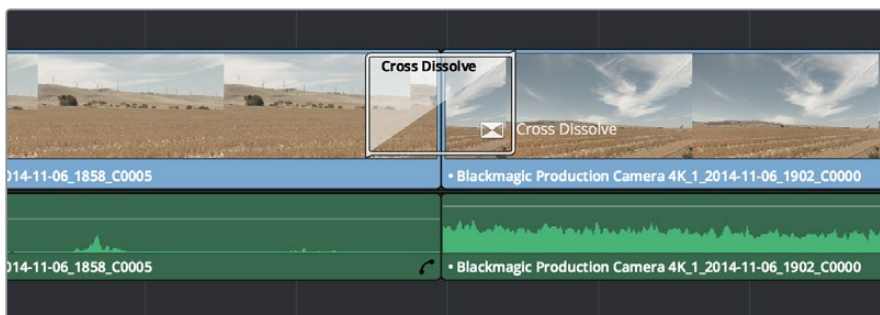 Cross Dissolve
Cross Dissolve
014-11-06_1858_C0005
• Blackmagic Production Camera 4K_1_2014-11-06_1902_C0000
014-11-06_1858_C0005
• Blackmagic Production Camera 4K_1_2014-11-06_1902_C0000